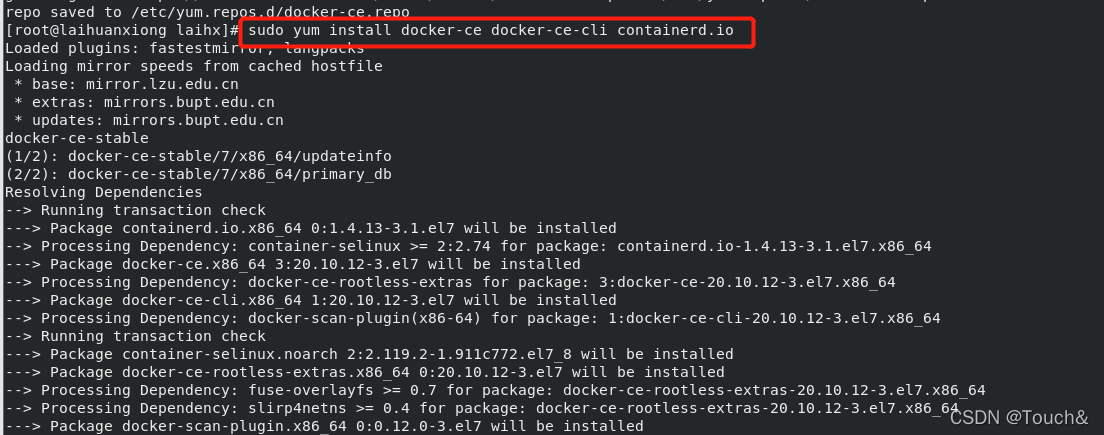 repo saved to /etc/yum.repos.d/docker-ce.repo
[root@laihuanxiong laihx]# sudo yum install docker-ce docker-ce-cli containerd.io
Loaded plugins: fastestmirror, langpacks
Loading mirror speeds from cached hostfile
 * base: mirror.lzu.edu.cn
 * extras: mirrors.bupt.edu.cn
 * updates: mirrors.bupt.edu.cn
docker-ce-stable
(1/2): docker-ce-stable/7/x86_64/updateinfo
(2/2): docker-ce-stable/7/x86_64/primary_db
Resolving Dependencies
--> Running transaction check
---> Package containerd.io.x86_64 0:1.4.13-3.1.el7 will be installed
--> Processing Dependency: container-selinux >= 2:2.74 for package: containerd.io-1.4.13-3.1.el7.x86_64
---> Package docker-ce.x86_64 3:20.10.12-3.el7 will be installed
--> Processing Dependency: docker-ce-rootless-extras for package: 3:docker-ce-20.10.12-3.el7.x86_64
---> Package docker-ce-cli.x86_64 1:20.10.12-3.el7 will be installed
--> Processing Dependency: docker-scan-plugin(x86-64) for package: 1:docker-ce-cli-20.10.12-3.el7.x86_64
--> Running transaction check
---> Package container-selinux.noarch 2:2.119.2-1.911c772.el7_8 will be installed
---> Package docker-ce-rootless-extras.x86_64 0:20.10.12-3.el7 will be installed
--> Processing Dependency: fuse-overlayfs >= 0.7 for package: docker-ce-rootless-extras-20.10.12-3.el7.x86_64
--> Processing Dependency: slirp4netns >= 0.4 for package: docker-ce-rootless-extras-20.10.12-3.el7.x86_64
---> Package docker-scan-plugin.x86_64 0:0.12.0-3.el7 will be installed
CSDN @Touch&